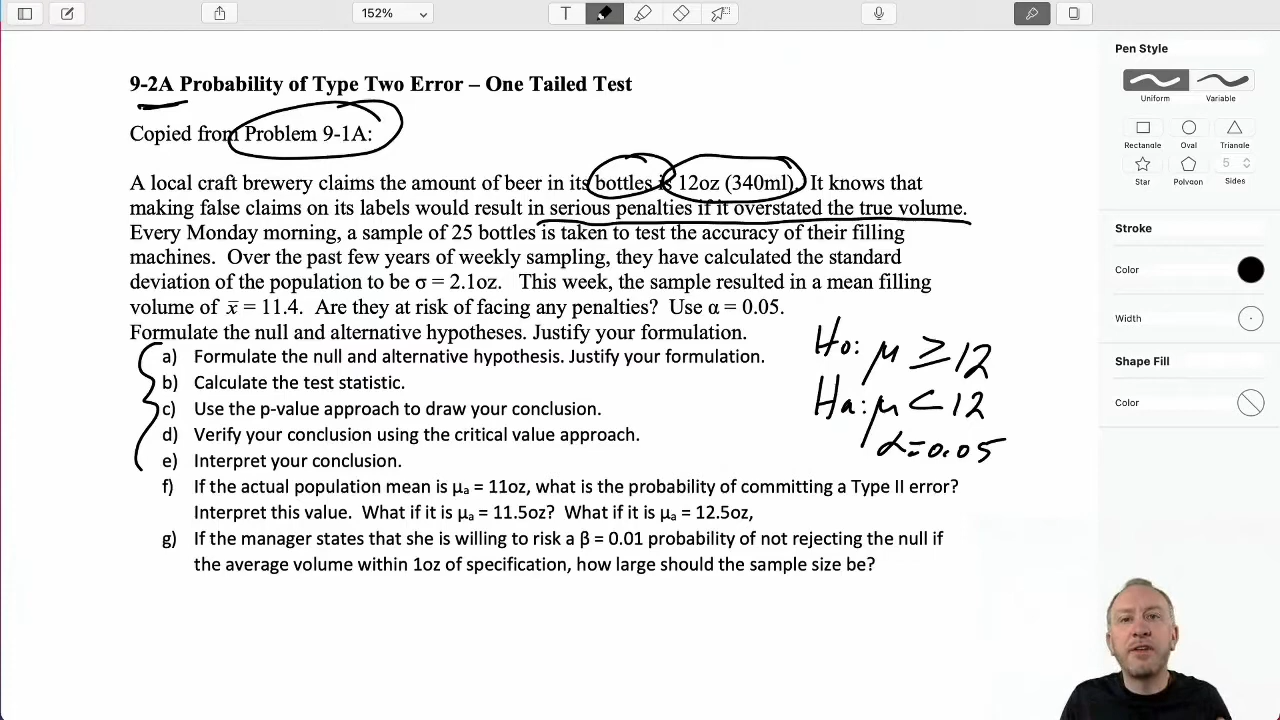 152%
T
Pen Style
Uniform
Variable
Rectangle
Oval
Triangle
Star
Polygon
5
Sides
Stroke
Color
Width
Shape Fill
Color
9-2A Probability of Type Two Error – One Tailed Test
Copied from Problem 9-1A:
A local craft brewery claims the amount of beer in its bottles is 12oz (340ml). It knows that
making false claims on its labels would result in serious penalties if it overstated the true volume.
Every Monday morning, a sample of 25 bottles is taken to test the accuracy of their filling
machines. Over the past few years of weekly sampling, they have calculated the standard
deviation of the population to be σ = 2.1oz. This week, the sample resulted in a mean filling
volume of x̅ = 11.4. Are they at risk of facing any penalties? Use α = 0.05.
Formulate the null and alternative hypotheses. Justify your formulation.
a) Formulate the null and alternative hypothesis. Justify your formulation.
b) Calculate the test statistic.
c) Use the p-value approach to draw your conclusion.
d) Verify your conclusion using the critical value approach.
e) Interpret your conclusion.
f) If the actual population mean is μₐ = 11oz, what is the probability of committing a Type II error?
Interpret this value. What if it is μₐ = 11.5oz? What if it is μₐ = 12.5oz,
g) If the manager states that she is willing to risk a β = 0.01 probability of not rejecting the null if
the average volume within 1oz of specification, how large should the sample size be?
Ho: μ ≥ 12
Ha: μ < 12
α = 0.05